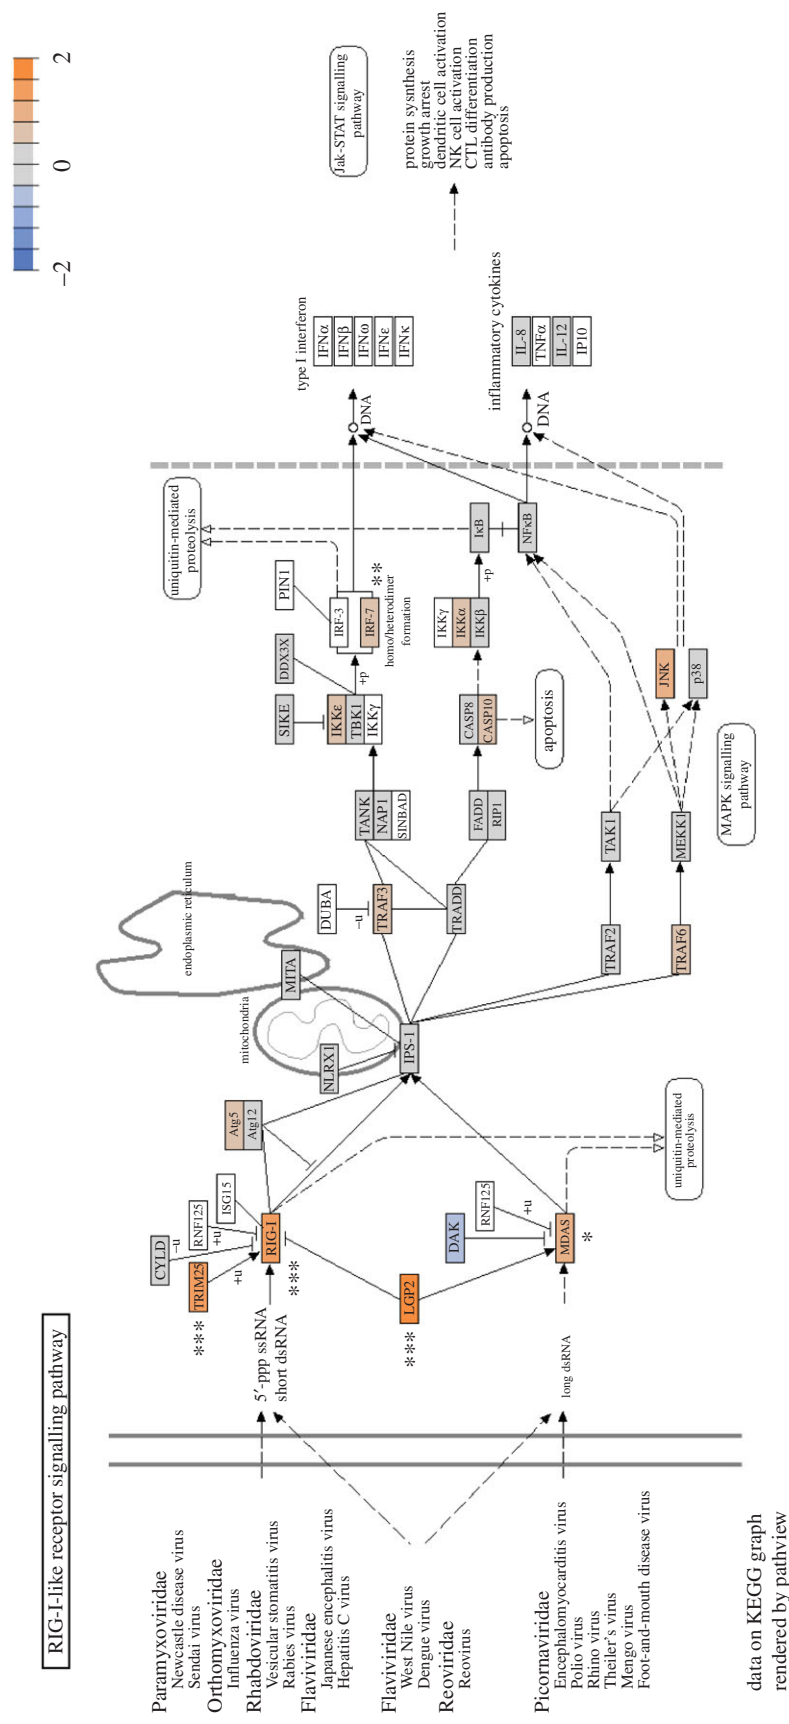 RIG-I-like receptor signalling pathway
−2
0
2
Paramyxoviridae
Newcastle disease virus
Sendai virus
Orthomyxoviridae
Influenza virus
Rhabdoviridae
Vesicular stomatitis virus
Rabies virus
Flaviviridae
Japanese encephalitis virus
Hepatitis C virus
Flaviviridae
West Nile virus
Dengue virus
Reoviridae
Reovirus
Picornaviridae
Encephalomyocarditis virus
Polio virus
Rhino virus
Theiler's virus
Mengo virus
Foot-and-mouth disease virus
5′-ppp ssRNA
short dsRNA
long dsRNA
CYLD
−u
TRIM25
***
+u
RNF125
+u
ISG15
RIG-I
***
LGP2
***
DAK
RNF125
+u
MDAS
*
Atg5
Atg12
uniquitin-mediated
proteolysis
mitochondria
endoplasmic reticulum
NLRX1
MITA
IPS-1
DUBA
−u
TRAF3
TRADD
TRAF2
TRAF6
TANK
NAP1
SINBAD
FADD
RIP1
TAK1
MEKK1
MAPK signalling
pathway
SIKE
DDX3X
IKKε
TBK1
IKKγ
+p
CASP8
CASP10
apoptosis
JNK
p38
PIN1
IRF-3
IRF-7
**
homo/heterodimer
formation
IKKγ
IKKα
IKKβ
+p
uniquitin-mediated
proteolysis
IκB
NFκB
DNA
DNA
type I interferon
IFNα
IFNβ
IFNω
IFNε
IFNκ
inflammatory cytokines
IL-8
TNFα
IL-12
IP10
Jak-STAT signalling
pathway
protein sysnthesis
growth arrest
dendritic cell activation
NK cell activation
CTL differentiation
antibody production
apoptosis
data on KEGG graph
rendered by pathview